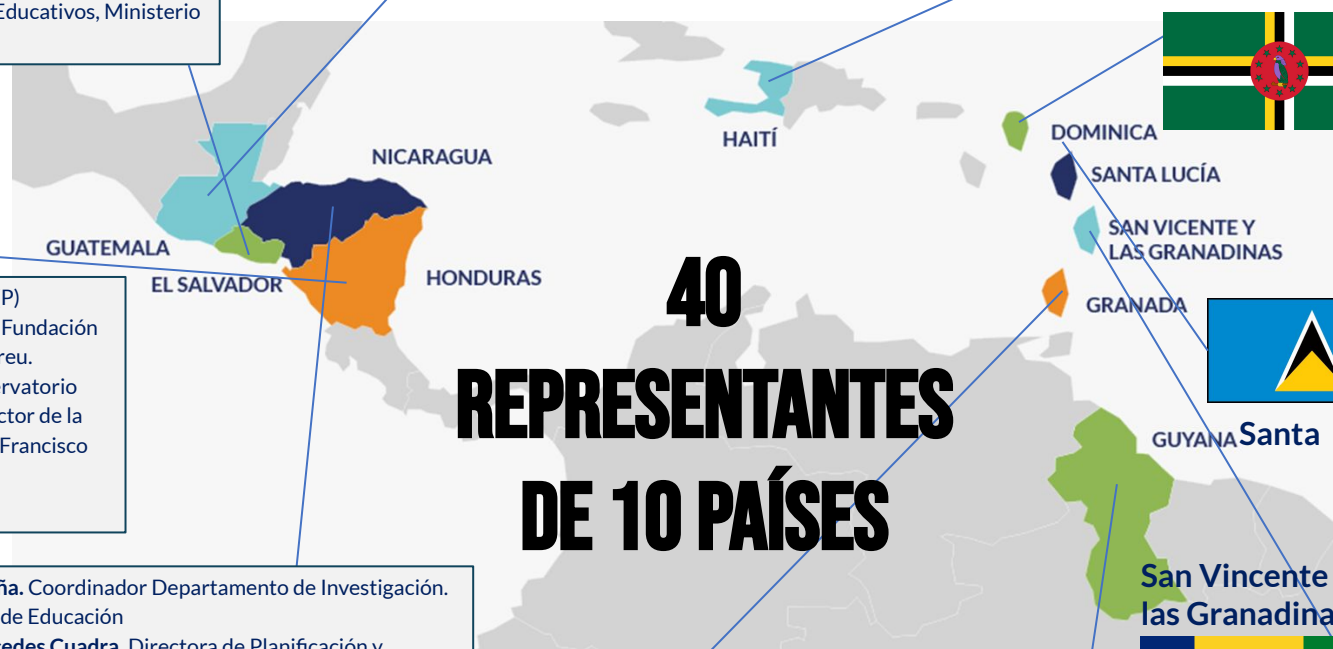 Educativos, Ministerio
NICARAGUA
HAITÍ
DOMINICA
SANTA LUCÍA
SAN VICENTE Y
LAS GRANADINAS
GUATEMALA
EL SALVADOR
HONDURAS
GRANADA
P)
Fundación
reu.
ervatorio
ctor de la
Francisco
40
REPRESENTANTES
DE 10 PAÍSES
GUYANA
Santa
San Vincente
las Granadina
ña. Coordinador Departamento de Investigación.
de Educación
edes Cuadra. Directora de Planificación y